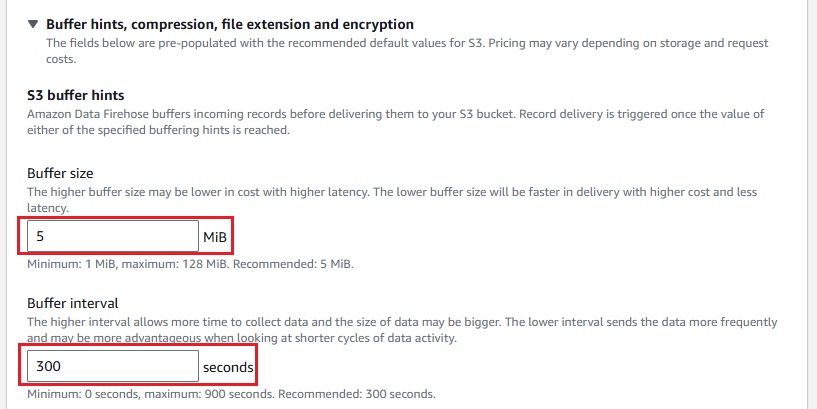 Buffer hints, compression, file extension and encryption
The fields below are pre-populated with the recommended default values for S3. Pricing may vary depending on storage and request
costs.
S3 buffer hints
Amazon Data Firehose buffers incoming records before delivering them to your S3 bucket. Record delivery is triggered once the value of
either of the specified buffering hints is reached.
Buffer size
The higher buffer size may be lower in cost with higher latency. The lower buffer size will be faster in delivery with higher cost and less
latency.
5 MiB
Minimum: 1 MiB, maximum: 128 MiB. Recommended: 5 MiB.
Buffer interval
The higher interval allows more time to collect data and the size of data may be bigger. The lower interval sends the data more frequently
and may be more advantageous when looking at shorter cycles of data activity.
300 seconds
Minimum: 0 seconds, maximum: 900 seconds. Recommended: 300 seconds.